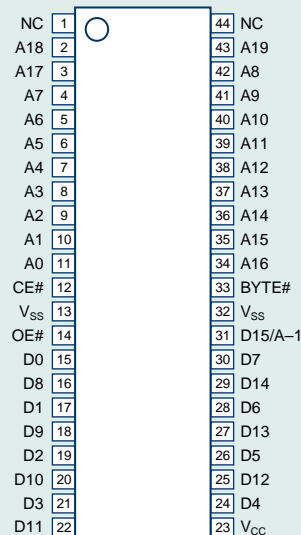 NC 1 44 NC
A18 2 43 A19
A17 3 42 A8
A7 4 41 A9
A6 5 40 A10
A5 6 39 A11
A4 7 38 A12
A3 8 37 A13
A2 9 36 A14
A1 10 35 A15
A0 11 34 A16
CE# 12 33 BYTE#
VSS 13 32 VSS
OE# 14 31 D15/A–1
D0 15 30 D7
D8 16 29 D14
D1 17 28 D6
D9 18 27 D13
D2 19 26 D5
D10 20 25 D12
D3 21 24 D4
D11 22 23 VCC